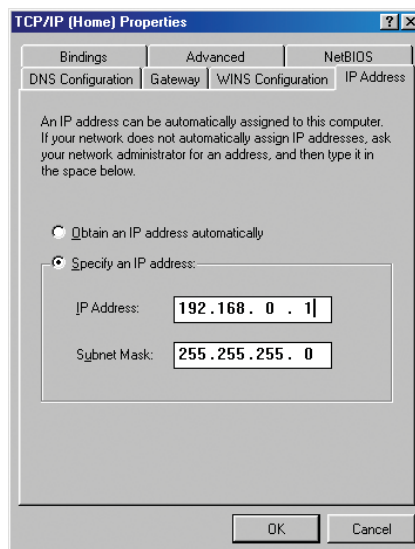 TCP/IP (Home) Properties
Bindings
Advanced
NetBIOS
DNS Configuration
Gateway
WINS Configuration
IP Address
An IP address can be automatically assigned to this computer.
If your network does not automatically assign IP addresses, ask
your network administrator for an address, and then type it in
the space below.
Obtain an IP address automatically
Specify an IP address:
IP Address:
192.168. 0 . 1
Subnet Mask:
255.255.255. 0
OK
Cancel